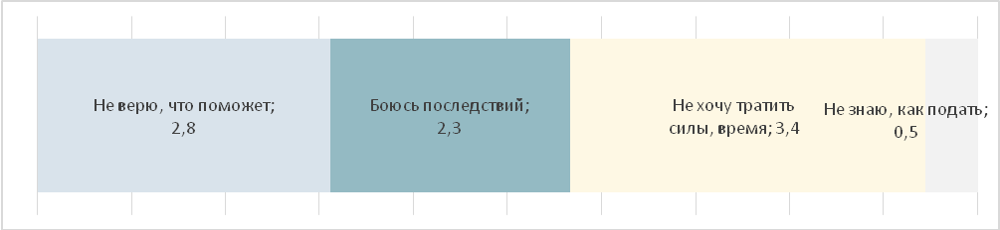 Не верю, что поможет;
2,8
Боюсь последствий;
2,3
Не хочу тратить
силы, время; 3,4
Не знаю, как подать;
0,5